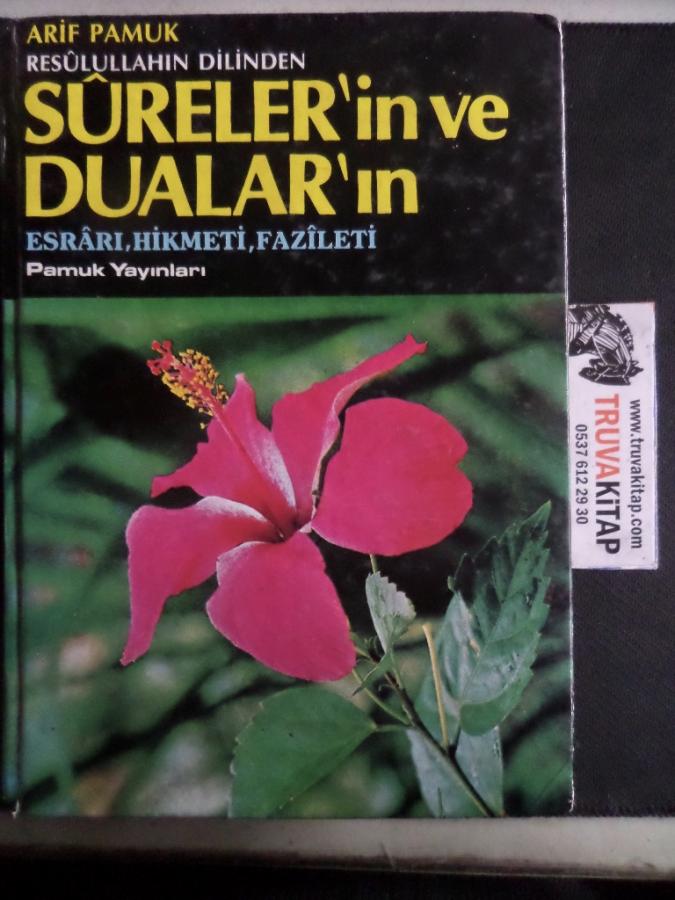 ARİF PAMUK
RESÛLULLAHIN DİLİNDEN
SÛRELER'in ve
DUALAR'ın
ESRÂRI, HİKMETİ, FAZÎLETİ
Pamuk Yayınları
www.truvakitap.com
TRUVAKİTAP
0537 612 29 30